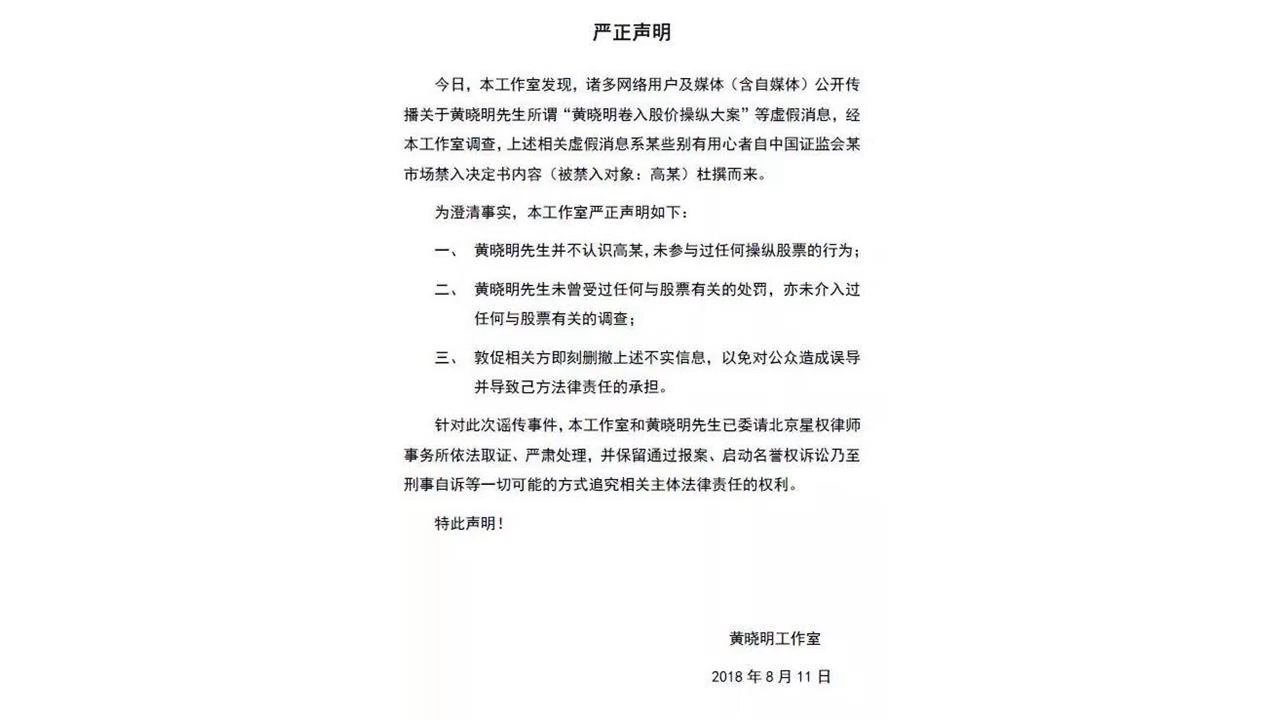 严正声明
今日，本工作室发现，诸多网络用户及媒体（含自媒体）公开传
播关于黄晓明先生所谓“黄晓明卷入股价操纵大案”等虚假消息，经
本工作室调查，上述相关虚假消息系某些别有用心者自中国证监会某
市场禁入决定书内容（被禁入对象：高某）杜撰而来。
为澄清事实，本工作室严正声明如下：
一、 黄晓明先生并不认识高某，未参与过任何操纵股票的行为；
二、 黄晓明先生未曾受过任何与股票有关的处罚，亦未介入过
任何与股票有关的调查；
三、 敦促相关方即刻删撤上述不实信息，以免对公众造成误导
并导致己方法律责任的承担。
针对此次谣传事件，本工作室和黄晓明先生已委请北京星权律师
事务所依法取证、严肃处理，并保留通过报案、启动名誉权诉讼乃至
刑事自诉等一切可能的方式追究相关主体法律责任的权利。
特此声明！
黄晓明工作室
2018 年 8 月 11 日